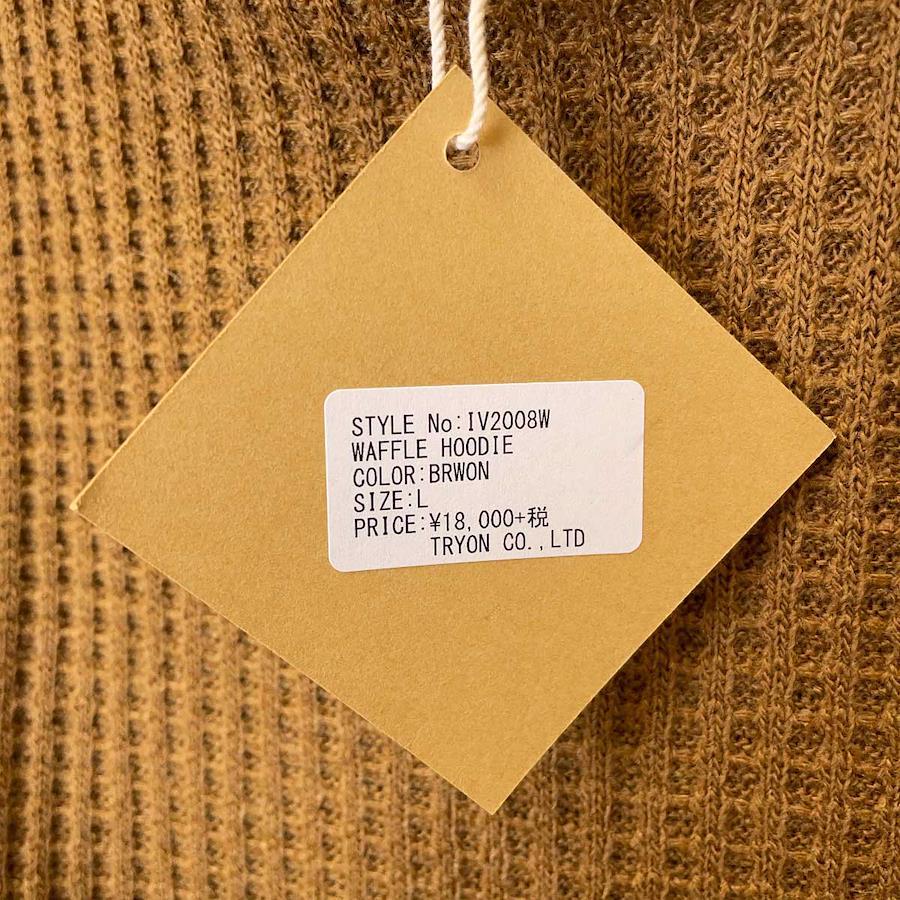 STYLE No:IV2008W
WAFFLE HOODIE
COLOR:BRWON
SIZE:L
PRICE:¥18,000+税
TRYON CO.,LTD